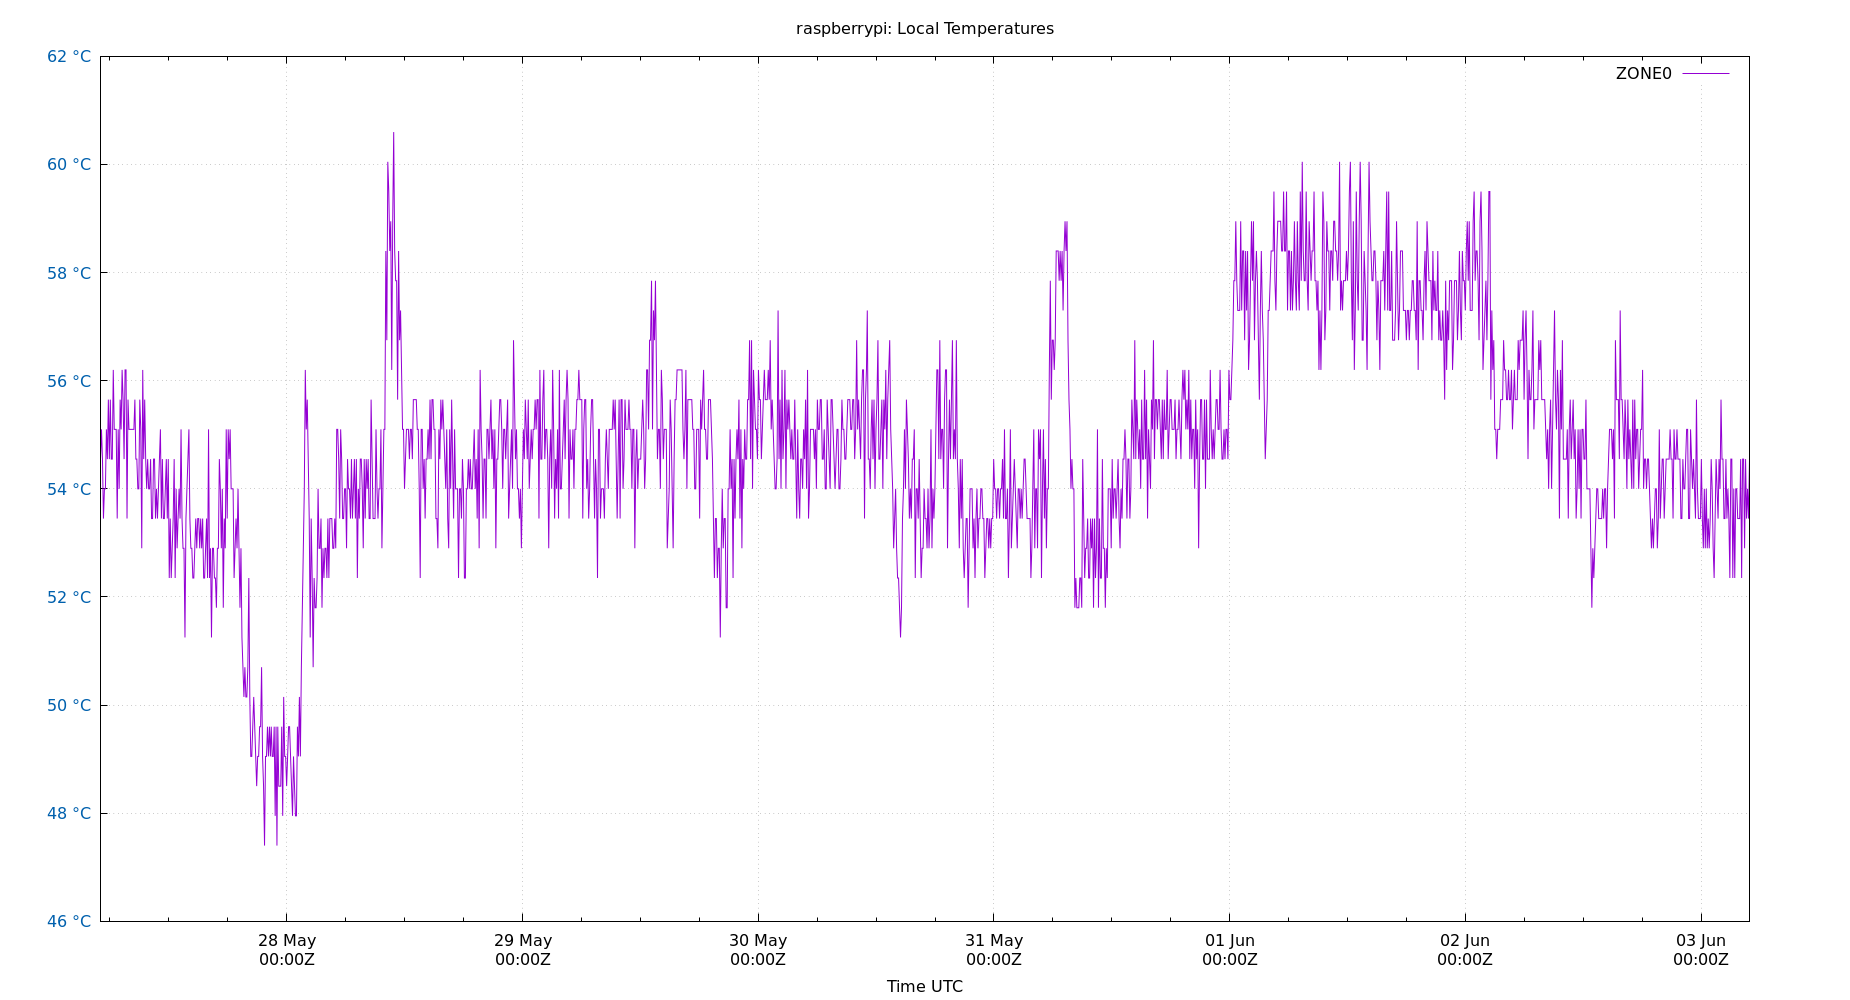 raspberrypi: Local Temperatures
62 °C
ZONE0
60 °C
58 °C
56 °C
54 °C
52 °C
50 °C
48 °C
46 °C
28 May 29 May 30 May 31 May 01 Jun 02 Jun 03 Jun
00:00Z 00:00Z 00:00Z 00:00Z 00:00Z 00:00Z 00:00Z
Time UTC